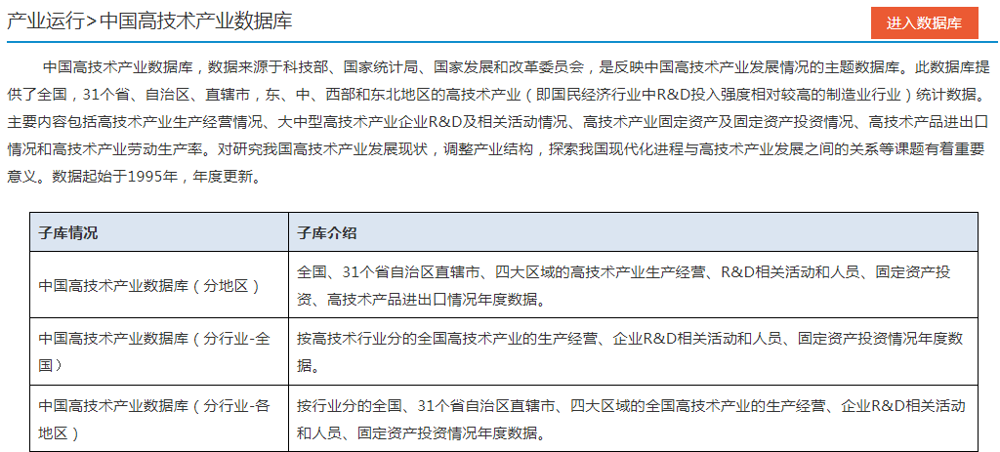 产业运行>中国高技术产业数据库
进入数据库
中国高技术产业数据库，数据来源于科技部、国家统计局、国家发展和改革委员会，是反映中国高技术产业发展情况的主题数据库。此数据库提
供了全国，31个省、自治区、直辖市，东、中、西部和东北地区的高技术产业（即国民经济行业中R&D投入强度相对较高的制造业行业）统计数据。
主要内容包括高技术产业生产经营情况、大中型高技术产业企业R&D及相关活动情况、高技术产业固定资产及固定资产投资情况、高技术产品进出口
情况和高技术产业劳动生产率。对研究我国高技术产业发展现状，调整产业结构，探索我国现代化进程与高技术产业发展之间的关系等课题有着重要
意义。数据起始于1995年，年度更新。
子库情况
子库介绍
中国高技术产业数据库（分地区）
全国、31个省自治区直辖市、四大区域的高技术产业生产经营、R&D相关活动和人员、固定资产投
资、高技术产品进出口情况年度数据。
中国高技术产业数据库（分行业-全
国）
按高技术行业分的全国高技术产业的生产经营、企业R&D相关活动和人员、固定资产投资情况年度数
据。
中国高技术产业数据库（分行业-各
地区）
按行业分的全国、31个省自治区直辖市、四大区域的全国高技术产业的生产经营、企业R&D相关活动
和人员、固定资产投资情况年度数据。